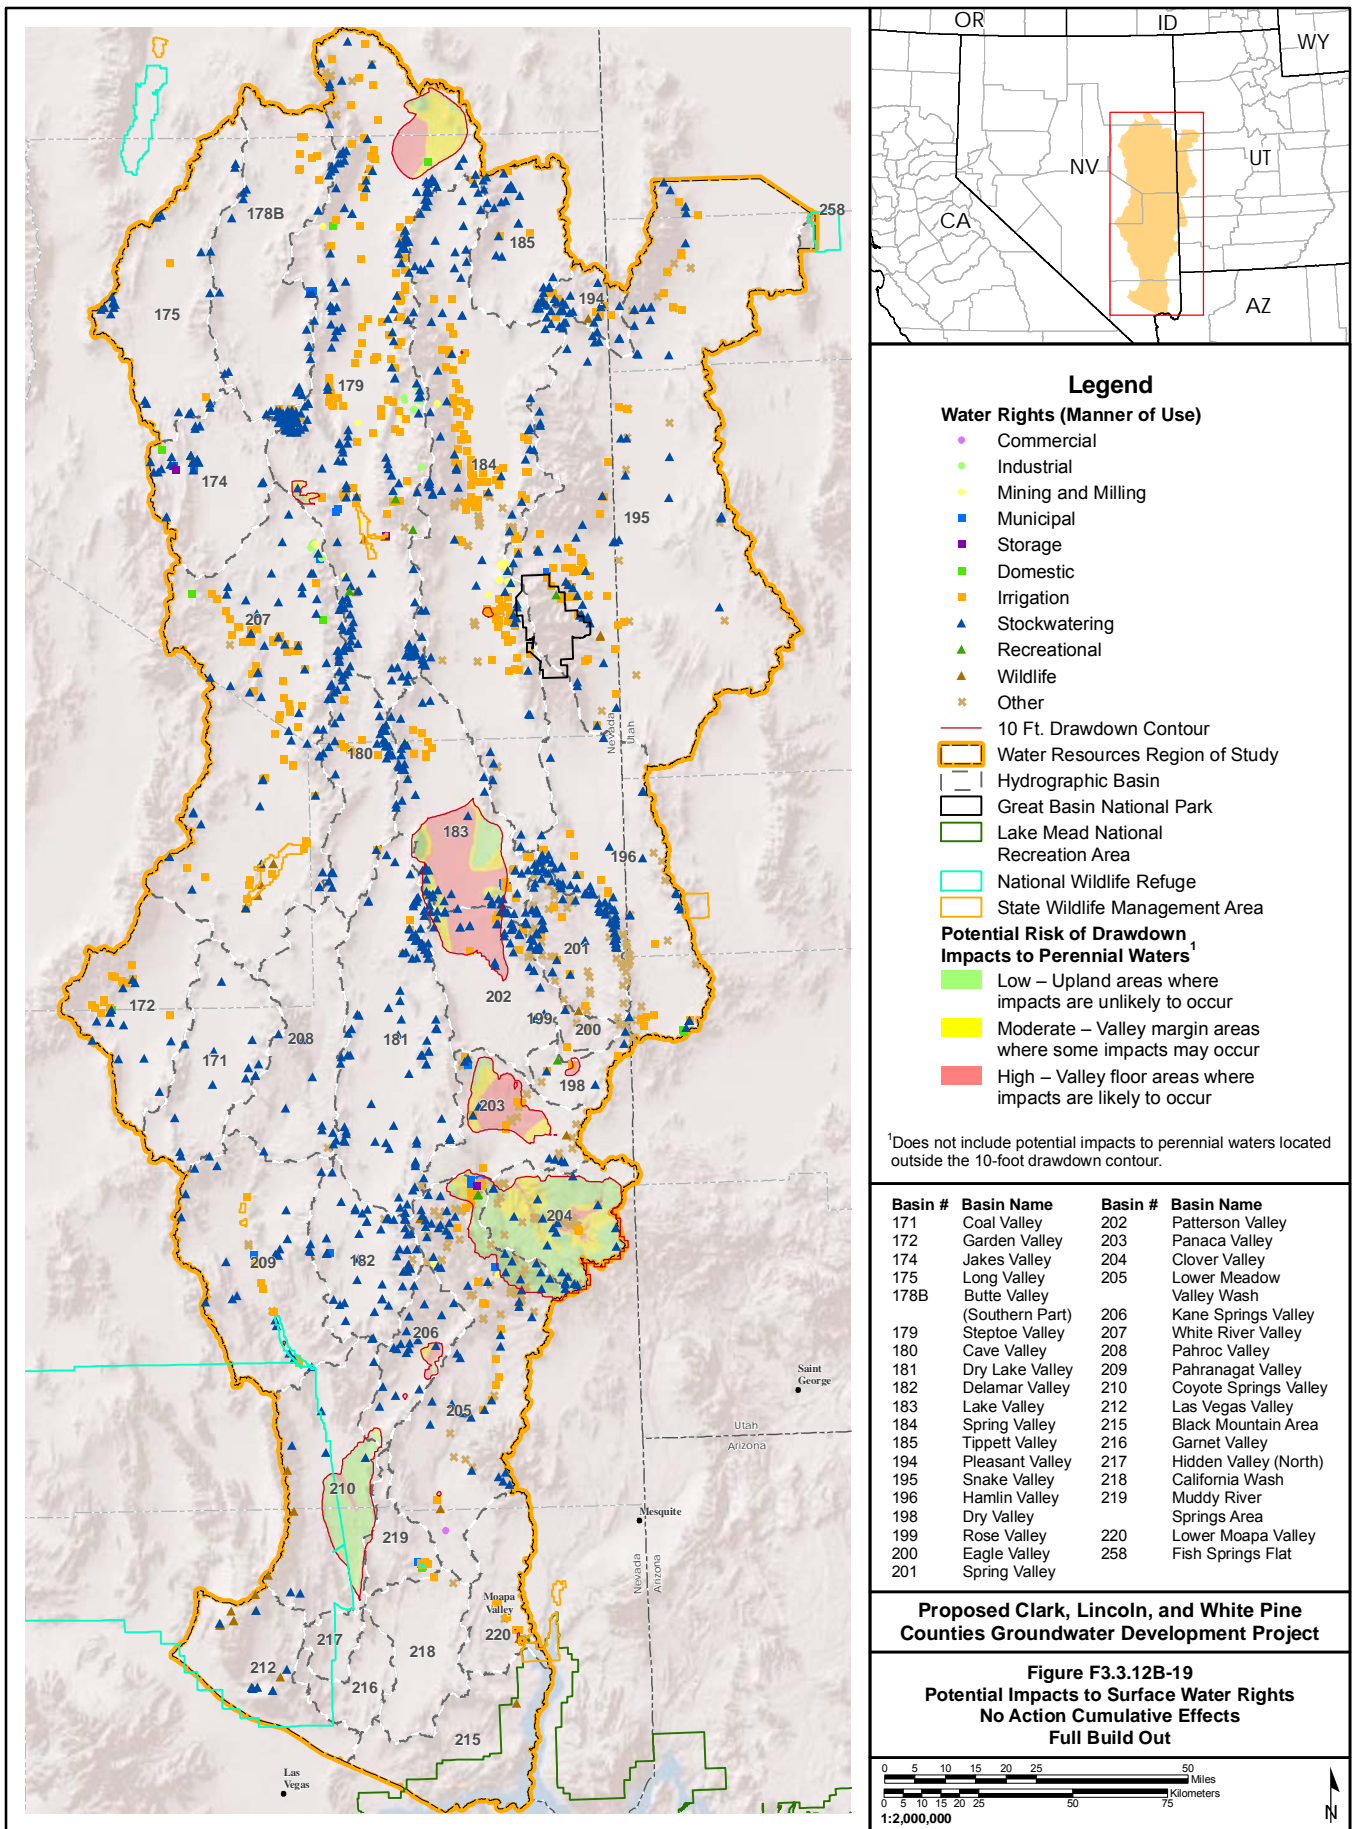 OR
ID
WY
NV
UT
CA
AZ
258
178B
185
194
175
179
184
174
195
207
Nevada
Utah
180
183
196
201
202
172
199
200
208
181
171
198
203
204
209
182
206
Saint
George
205
Utah
Arizona
210
Mesquite
219
Nevada
Arizona
Moapa
Valley
220
217
218
212
216
215
Las
Vegas
Legend
Water Rights (Manner of Use)
Commercial
Industrial
Mining and Milling
Municipal
Storage
Domestic
Irrigation
Stockwatering
Recreational
Wildlife
Other
10 Ft. Drawdown Contour
Water Resources Region of Study
Hydrographic Basin
Great Basin National Park
Lake Mead National
Recreation Area
National Wildlife Refuge
State Wildlife Management Area
Potential Risk of Drawdown
Impacts to Perennial Waters1
Low – Upland areas where
impacts are unlikely to occur
Moderate – Valley margin areas
where some impacts may occur
High – Valley floor areas where
impacts are likely to occur
1Does not include potential impacts to perennial waters located
outside the 10-foot drawdown contour.
Basin # Basin Name Basin # Basin Name
171 Coal Valley 202 Patterson Valley
172 Garden Valley 203 Panaca Valley
174 Jakes Valley 204 Clover Valley
175 Long Valley 205 Lower Meadow
178B Butte Valley Valley Wash
(Southern Part) 206 Kane Springs Valley
179 Steptoe Valley 207 White River Valley
180 Cave Valley 208 Pahroc Valley
181 Dry Lake Valley 209 Pahranagat Valley
182 Delamar Valley 210 Coyote Springs Valley
183 Lake Valley 212 Las Vegas Valley
184 Spring Valley 215 Black Mountain Area
185 Tippett Valley 216 Garnet Valley
194 Pleasant Valley 217 Hidden Valley (North)
195 Snake Valley 218 California Wash
196 Hamlin Valley 219 Muddy River
198 Dry Valley Springs Area
199 Rose Valley 220 Lower Moapa Valley
200 Eagle Valley 258 Fish Springs Flat
201 Spring Valley
Proposed Clark, Lincoln, and White Pine
Counties Groundwater Development Project
Figure F3.3.12B-19
Potential Impacts to Surface Water Rights
No Action Cumulative Effects
Full Build Out
0 5 10 15 20 25 50
Miles
Kilometers
0 5 10 15 20 25 50 75
1:2,000,000
N